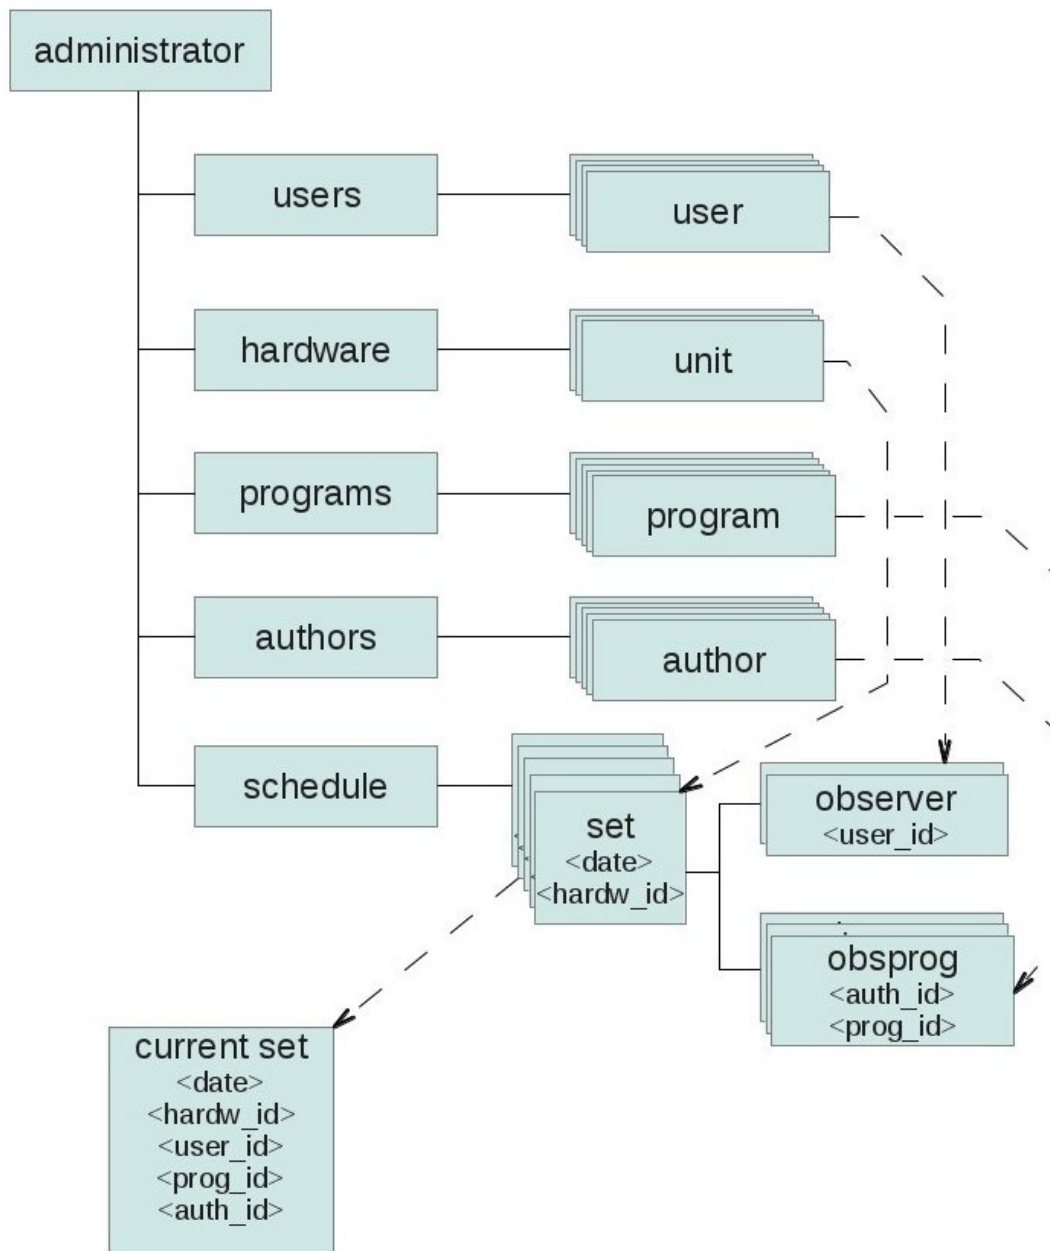 administrator
users
user
hardware
unit
programs
program
authors
author
schedule
set
<date>
<hardw_id>
observer
<user_id>
obsprog
<auth_id>
<prog_id>
current set
<date>
<hardw_id>
<user_id>
<prog_id>
<auth_id>